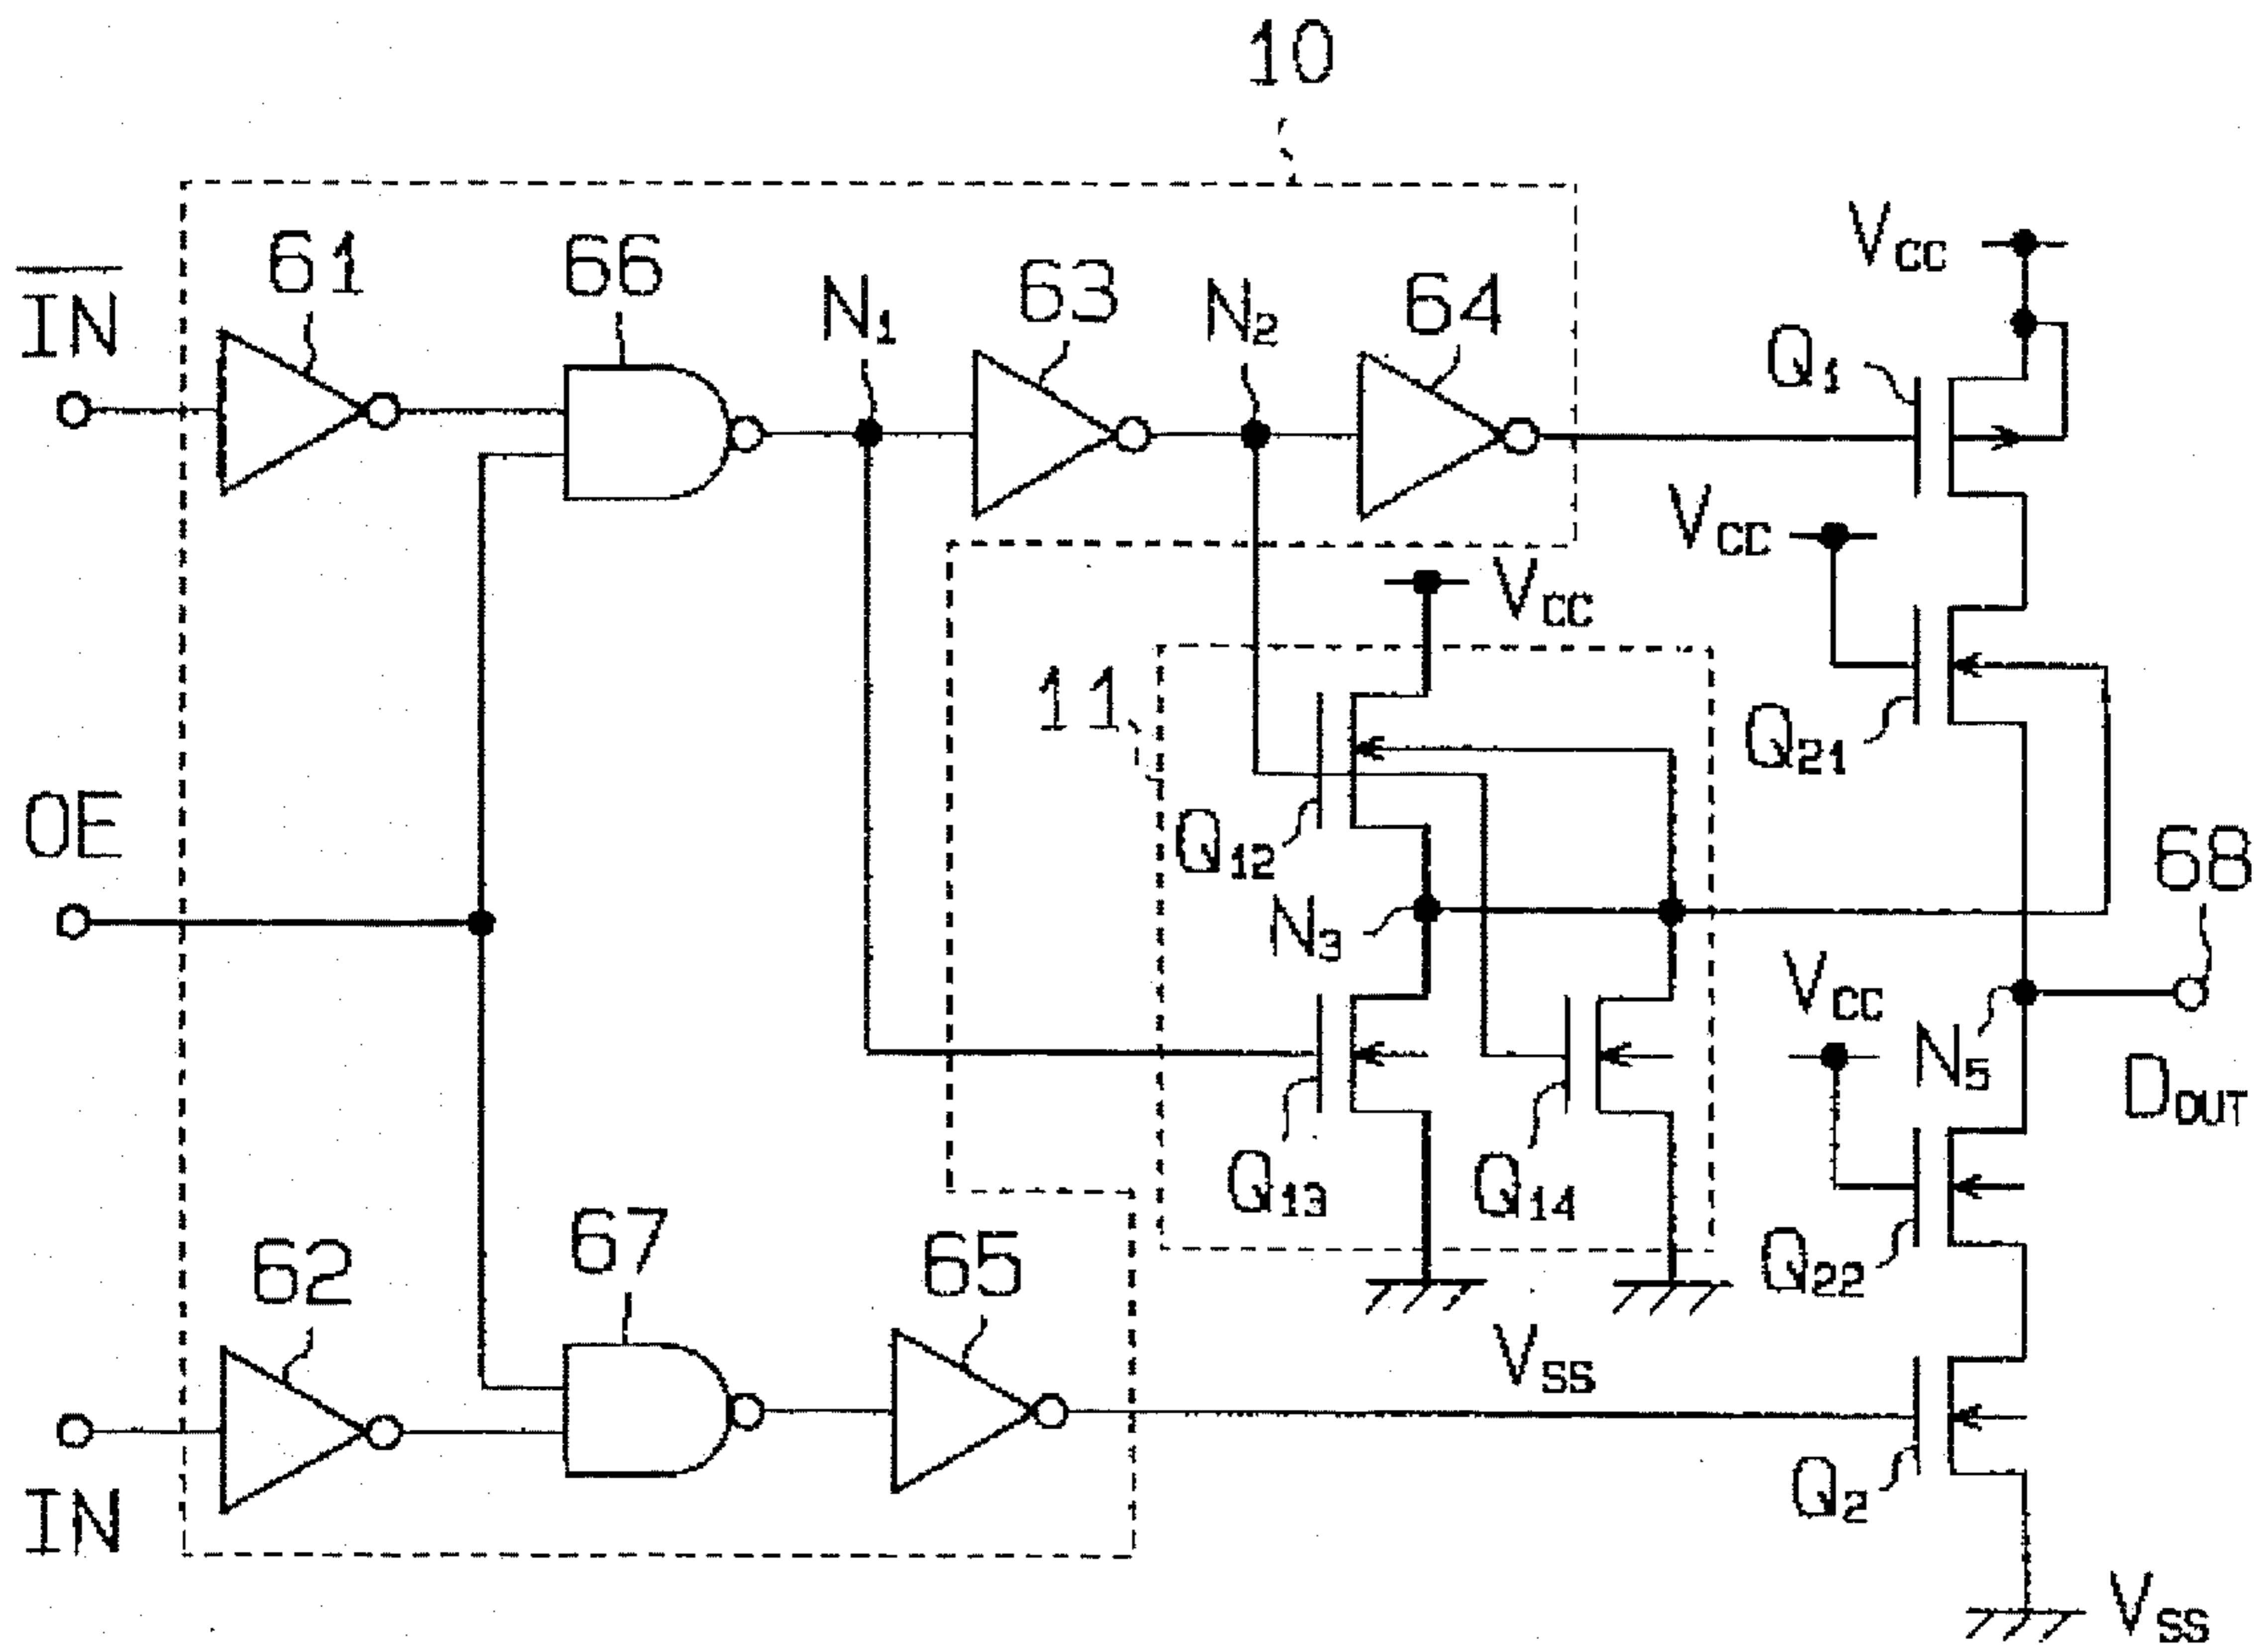 10
61
66
N1
63
N2
64
VCC
IN
Q1
VCC
VCC
11
Q21
OE
Q12
68
N3
VCC
N5
DOUT
Q13
Q14
Q22
62
67
65
VSS
IN
Q2
VSS